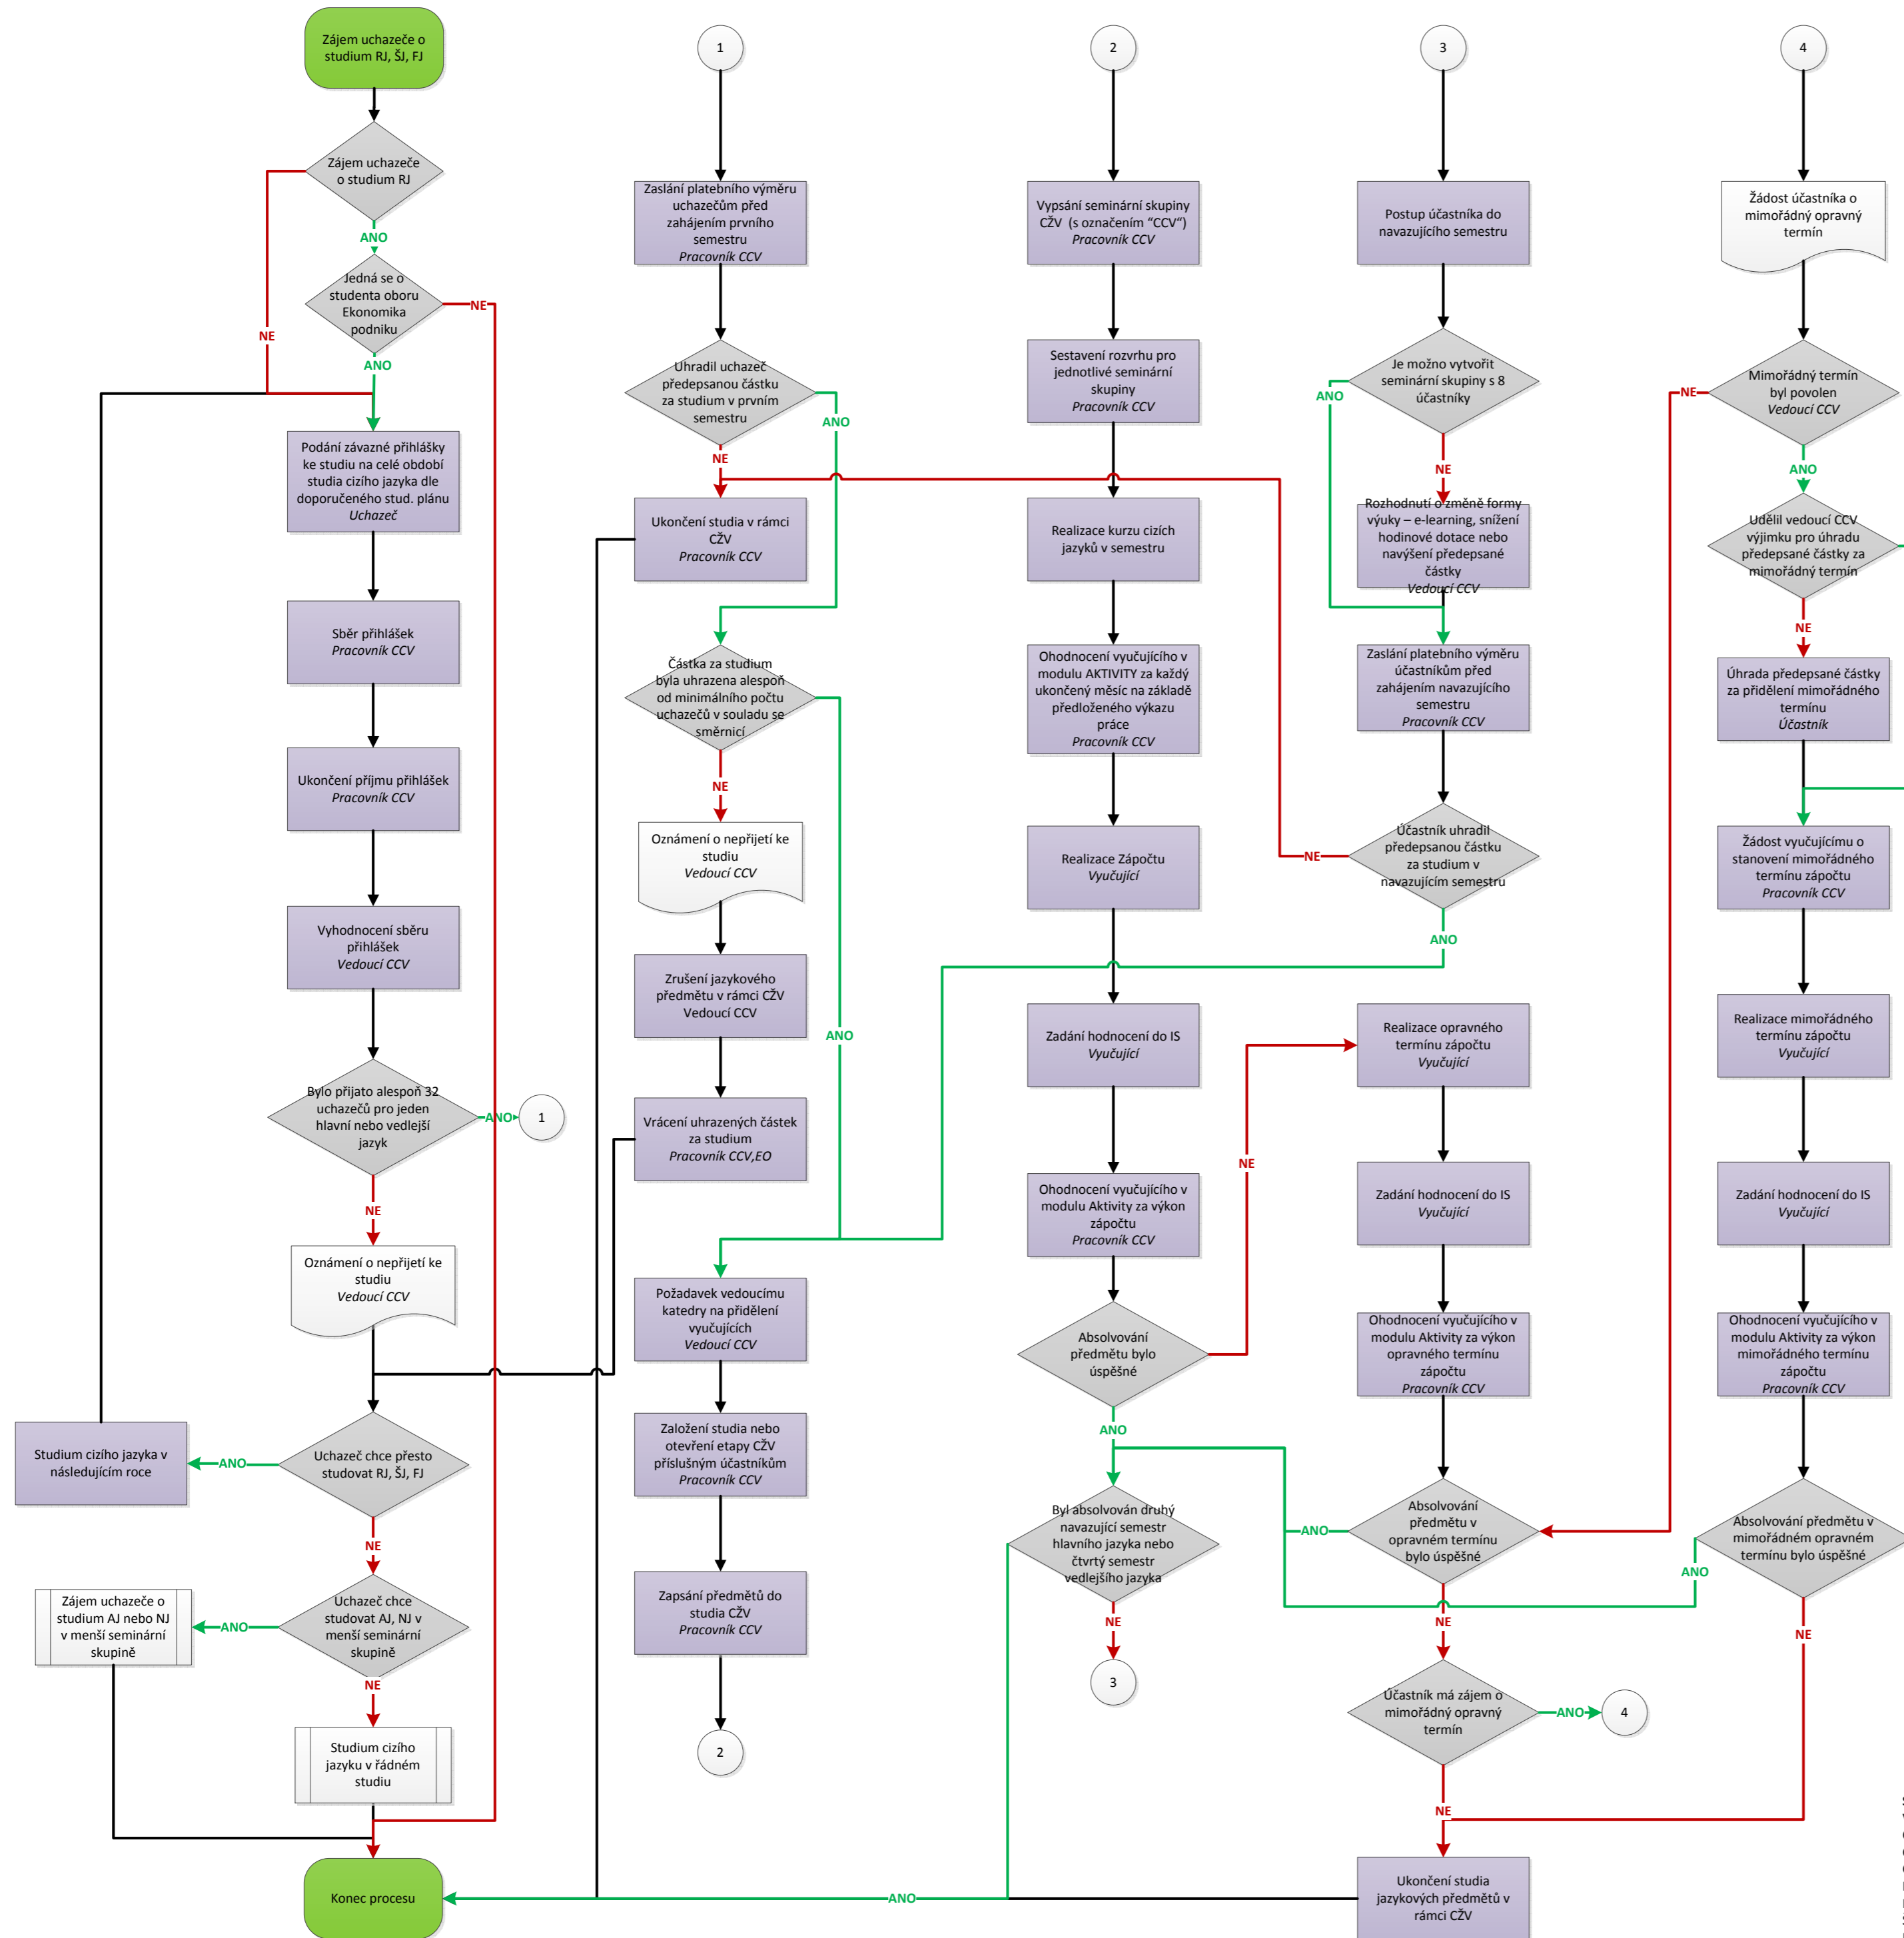 Zájem uchazeče o
studium RJ, ŠJ, FJ
Zájem uchazeče
o studium RJ
NE
ANO
Jedná se o
studenta oboru
Ekonomika
podniku
NE
ANO
Podání závazné přihlášky
ke studiu na celé období
studia cizího jazyka dle
doporučeného stud. plánu
Uchazeč
Sběr přihlášek
Pracovník CCV
Ukončení příjmu přihlášek
Pracovník CCV
Vyhodnocení sběru
přihlášek
Vedoucí CCV
Bylo přijato alespoň 32
uchazečů pro jeden
hlavní nebo vedlejší
jazyk
ANO
1
NE
Oznámení o nepřijetí ke
studiu
Vedoucí CCV
Uchazeč chce přesto
studovat RJ, ŠJ, FJ
ANO
Studium cizího jazyka v
následujícím roce
NE
Uchazeč chce
studovat AJ, NJ v
menší seminární
skupině
ANO
Zájem uchazeče o
studium AJ nebo NJ
v menší seminární
skupině
NE
Studium cizího
jazyku v řádném
studiu
Konec procesu
1
Zaslání platebního výměru
uchazečům před
zahájením prvního
semestru
Pracovník CCV
Uhradil uchazeč
předepsanou částku
za studium v prvním
semestru
ANO
NE
Ukončení studia v rámci
CŽV
Pracovník CCV
Částka za studium
byla uhrazena alespoň
od minimálního počtu
uchazečů v souladu se
směrnicí
NE
ANO
Oznámení o nepřijetí ke
studiu
Vedoucí CCV
Zrušení jazykového
předmětu v rámci CŽV
Vedoucí CCV
Vrácení uhrazených částek
za studium
Pracovník CCV,EO
Požadavek vedoucímu
katedry na přidělení
vyučujících
Vedoucí CCV
Založení studia nebo
otevření etapy CŽV
příslušným účastníkům
Pracovník CCV
Zapsání předmětů do
studia CŽV
Pracovník CCV
2
2
Vypsání seminární skupiny
CŽV (s označením “CCV“)
Pracovník CCV
Sestavení rozvrhu pro
jednotlivé seminární
skupiny
Pracovník CCV
Realizace kurzu cizích
jazyků v semestru
Ohodnocení vyučujícího v
modulu AKTIVITY za každý
ukončený měsíc na základě
předloženého výkazu
práce
Pracovník CCV
Realizace Zápočtu
Vyučující
Zadání hodnocení do IS
Vyučující
Ohodnocení vyučujícího v
modulu Aktivity za výkon
zápočtu
Pracovník CCV
Absolvování
předmětu bylo
úspěšné
NE
ANO
Byl absolvován druhý
navazující semestr
hlavního jazyka nebo
čtvrtý semestr
vedlejšího jazyka
NE
3
ANO
3
Postup účastníka do
navazujícího semestru
Je možno vytvořit
seminární skupiny s 8
účastníky
ANO
NE
Rozhodnutí o změně formy
výuky – e-learning, snížení
hodinové dotace nebo
navýšení předepsané
částky
Vedoucí CCV
Zaslání platebního výměru
účastníkům před
zahájením navazujícího
semestru
Pracovník CCV
Účastník uhradil
předepsanou částku
za studium v
navazujícím semestru
NE
ANO
Realizace opravného
termínu zápočtu
Vyučující
Zadání hodnocení do IS
Vyučující
Ohodnocení vyučujícího v
modulu Aktivity za výkon
opravného termínu
zápočtu
Pracovník CCV
Absolvování
předmětu v
opravném termínu
bylo úspěšné
ANO
NE
Účastník má zájem o
mimořádný opravný
termín
ANO
4
NE
Ukončení studia
jazykových předmětů v
rámci CŽV
4
Žádost účastníka o
mimořádný opravný
termín
Mimořádný termín
byl povolen
Vedoucí CCV
NE
ANO
Udělil vedoucí CCV
výjimku pro úhradu
předepsané částky za
mimořádný termín
NE
Úhrada předepsané částky
za přidělení mimořádného
termínu
Účastník
Žádost vyučujícímu o
stanovení mimořádného
termínu zápočtu
Pracovník CCV
Realizace mimořádného
termínu zápočtu
Vyučující
Zadání hodnocení do IS
Vyučující
Ohodnocení vyučujícího v
modulu Aktivity za výkon
mimořádného termínu
zápočtu
Pracovník CCV
Absolvování předmětu v
mimořádném opravném
termínu bylo úspěšné
ANO
NE